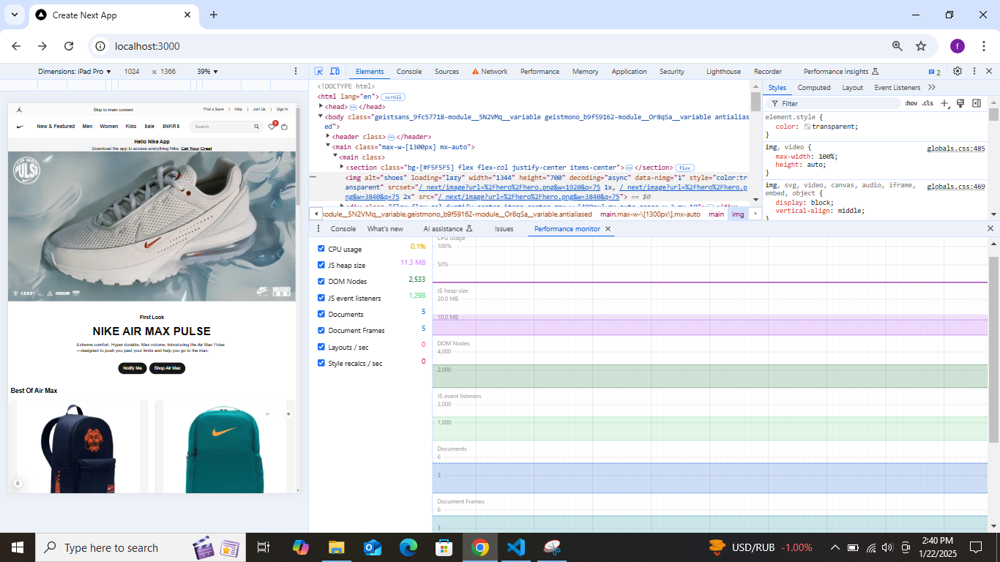 Create Next App
localhost:3000
f
Dimensions: iPad Pro 1024 × 1366 39%
Elements Console Sources Network Performance Memory Application Security Lighthouse Recorder Performance insights 2
Skip to main content
Find a Store | Help | Join Us | Sign In
New & Featured Men Women Kids Sale SNKRS Search
Hello Nike App
Download the app to access everything Nike. Get Your Great
AIR MAX
PULSE
First Look
NIKE AIR MAX PULSE
Extreme comfort. Hyper durable. Max volume. Introducing the Air Max Pulse
—designed to push you past your limits and help you go to the max.
Notify Me Shop Air Max
Best Of Air Max
<!DOCTYPE html>
<html lang="en"> scroll
<head> </head>
<body class="geistsans_9fc57718-module__5N2VMq__variable geistmono_b9f59162-module__Or8qSa__variable antialias
ed">
<header class> </header>
<main class="max-w-[1300px] mx-auto">
<main class>
<section class="bg-[#F5F5F5] flex flex-col justify-center items-center"> </section> flex
<img alt="shoes" loading="lazy" width="1344" height="700" decoding="async" data-nimg="1" style="color:tr
ansparent" srcset="/_next/image?url=%2Fhero%2Fhero.png&w=1920&q=75 1x, /_next/image?url=%2Fhero%2Fhero.p
ng&w=3840&q=75 2x" src="/_next/image?url=%2Fhero%2Fhero.png&w=3840&q=75"> == $0
odule__5N2VMq__variable.geistmono_b9f59162-module__Or8qSa__variable.antialiased main.max-w-\[1300px\].mx-auto main img
Styles Computed Layout Event Listeners
Filter :hov .cls
element.style {
color: transparent;
}
img, video { globals.css:485
max-width: 100%;
height: auto;
}
img, svg, video, canvas, audio, iframe, globals.css:469
embed, object {
display: block;
vertical-align: middle;
}
Console What's new AI assistance Issues Performance monitor
CPU usage 0.1%
JS heap size 11.3 MB
DOM Nodes 2,533
JS event listeners 1,298
Documents 5
Document Frames 5
Layouts / sec 0
Style recalcs / sec 0
CPU usage
100%
50%
JS heap size
20.0 MB
10.0 MB
DOM Nodes
4,000
2,000
JS event listeners
2,000
1,000
Documents
6
3
Document Frames
6
3
Type here to search
USD/RUB -1.00%
2:40 PM
1/22/2025